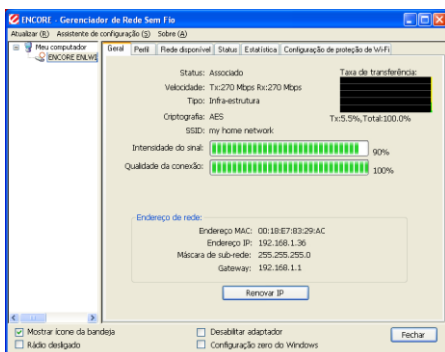 ENCORE - Gerenciador de Rede Sem Fio
Atualizar (R) Assistente de configuração (S) Sobre (A)
Meu computador
ENCORE ENLWI
Geral Perfil Rede disponível Status Estatística Configuração de proteção de Wi-Fi
Status: Associado
Taxa de transferência:
Velocidade: Tx:270 Mbps Rx:270 Mbps
Tipo: Infra-estrutura
Criptografia: AES
Tx:5.5%, Total:100.0%
SSID: my home network
Intensidade do sinal: 90%
Qualidade da conexão: 100%
Endereço de rede:
Endereço MAC: 00:18:E7:83:29:AC
Endereço IP: 192.168.1.36
Máscara de sub-rede: 255.255.255.0
Gateway: 192.168.1.1
Renovar IP
Mostrar ícone da bandeja
Desabilitar adaptador
Rádio desligado
Configuração zero do Windows
Fechar